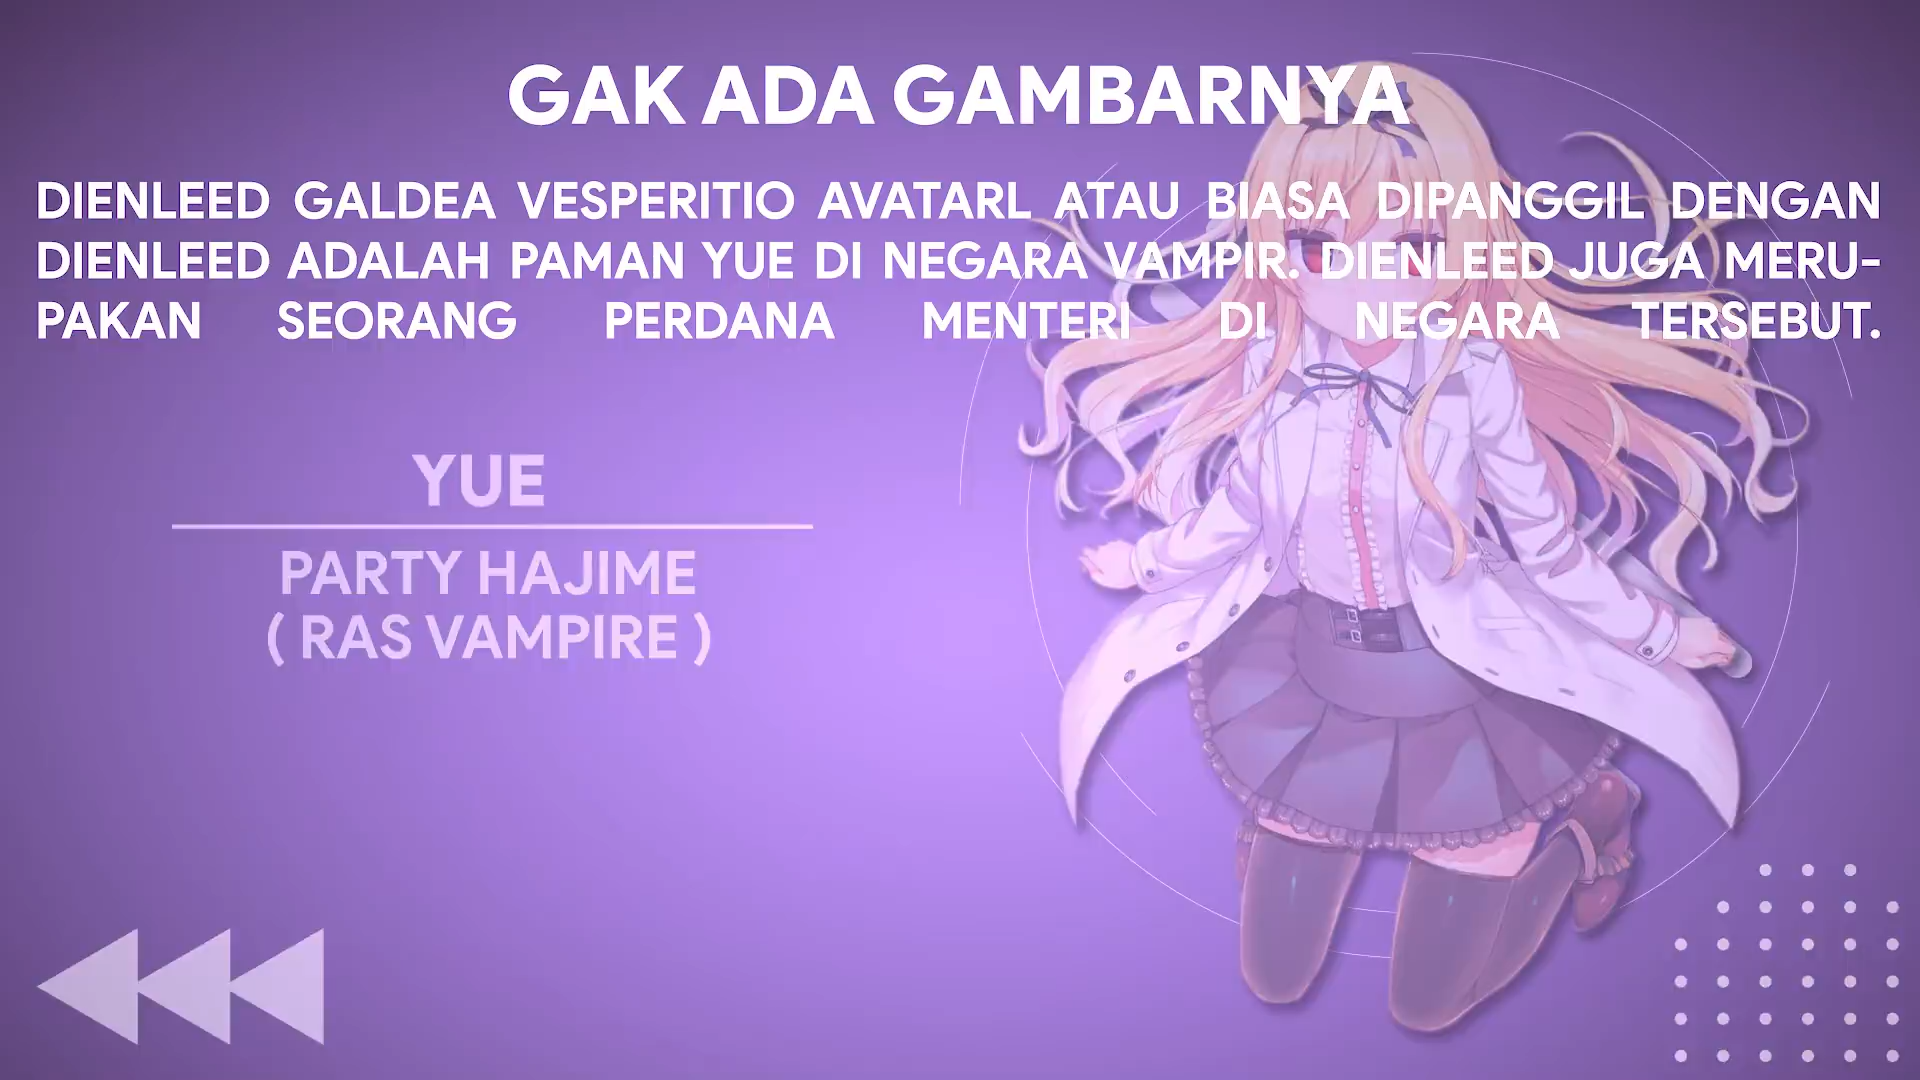 GAK ADA GAMBARNYA
DIENLEED GALDEA VESPERITIO AVATARL ATAU BIASA DIPANGGIL DENGAN
DIENLEED ADALAH PAMAN YUE DI NEGARA VAMPIR. DIENLEED JUGA MERU-
PAKAN SEORANG PERDANA MENTERI DI NEGARA TERSEBUT.
YUE
PARTY HAJIME
( RAS VAMPIRE )